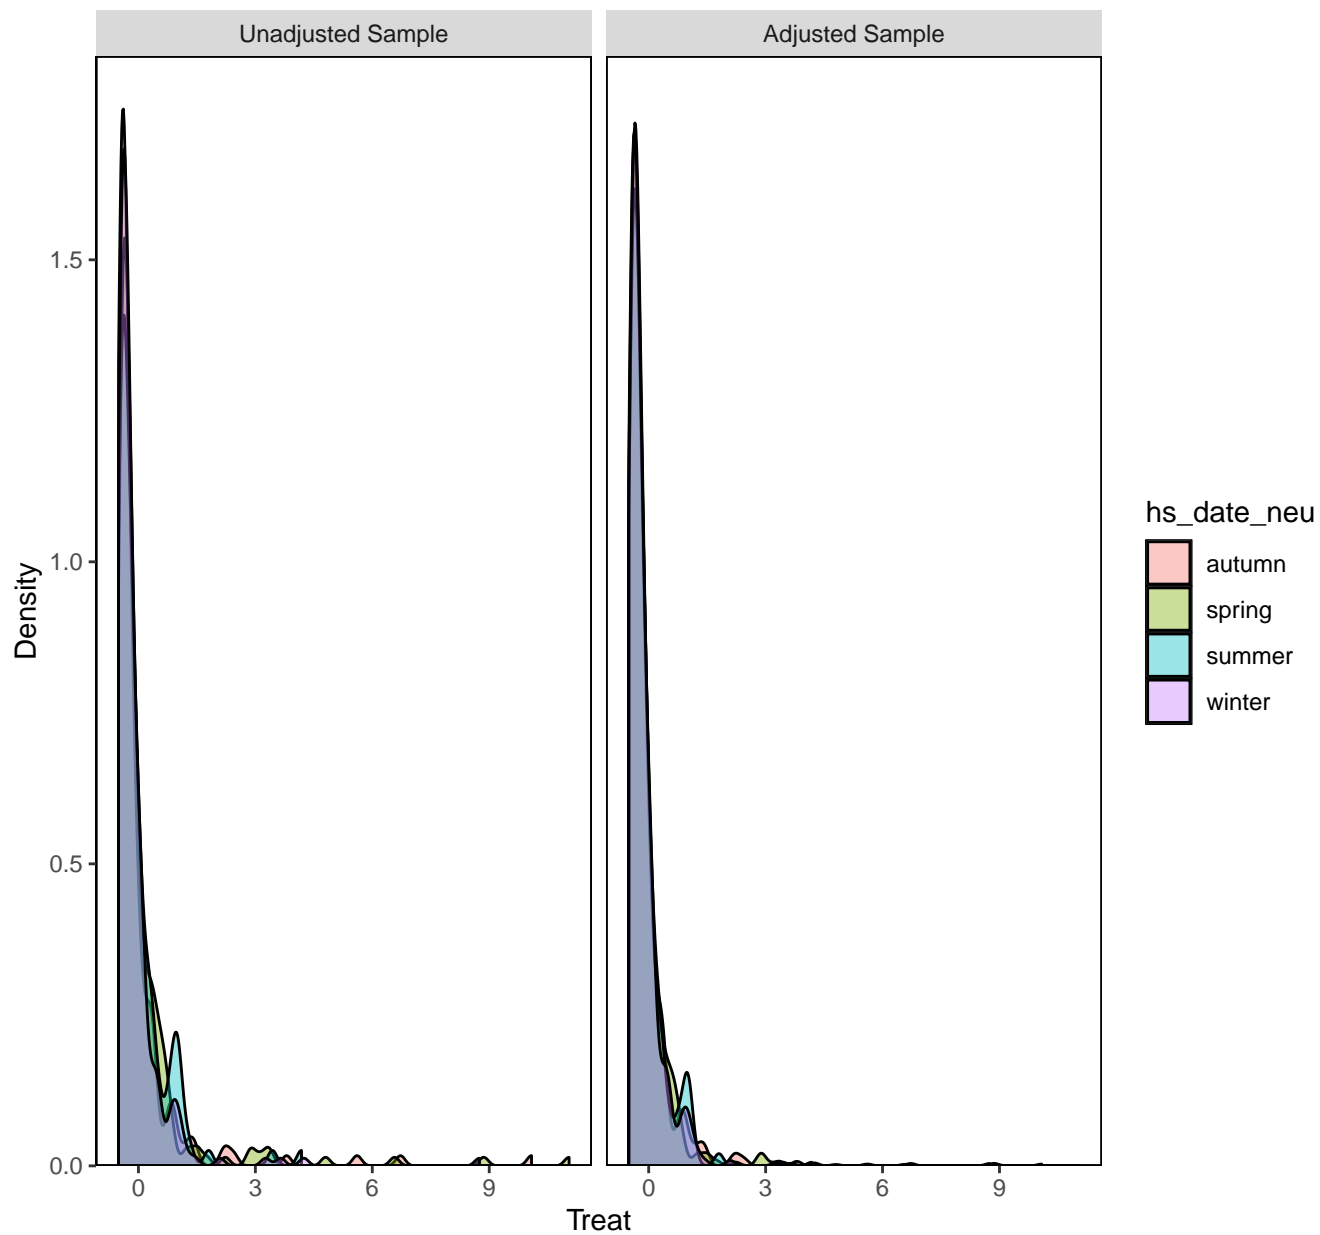 Unadjusted Sample
Adjusted Sample
Density
1.5
1.0
0.5
0.0
0 3 6 9
0 3 6 9
Treat
hs_date_neu
autumn
spring
summer
winter